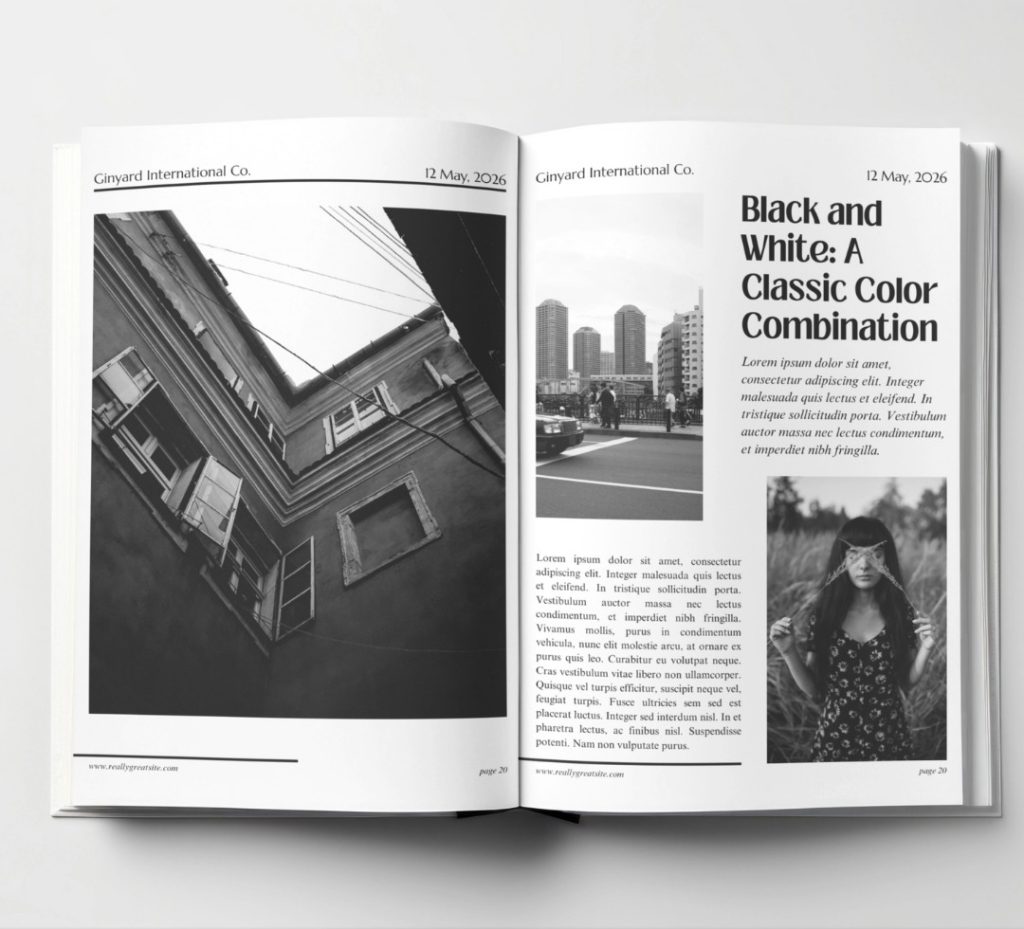 Ginyard International Co.
12 May, 2026
www.reallygreatsite.com
page 20
Ginyard International Co.
12 May, 2026
Black and
White: A
Classic Color
Combination
Lorem ipsum dolor sit amet,
consectetur adipiscing elit. Integer
malesuada quis lectus et eleifend. In
tristique sollicitudin porta. Vestibulum
auctor massa nec lectus condimentum,
et imperdiet nibh fringilla.
Lorem ipsum dolor sit amet, consectetur
adipiscing elit. Integer malesuada quis lectus
et eleifend. In tristique sollicitudin porta.
Vestibulum auctor massa nec lectus
condimentum, et imperdiet nibh fringilla.
Vivamus mollis, purus in condimentum
vehicula, nunc elit molestie arcu, at ornare ex
purus quis leo. Curabitur eu volutpat neque.
Cras vestibulum vitae libero non ullamcorper.
Quisque vel turpis efficitur, suscipit neque vel,
feugiat turpis. Fusce ultricies sem sed est
placerat luctus. Integer sed interdum nisl. In et
pharetra lectus, ac finibus nisl. Suspendisse
potenti. Nam non vulputate purus.
www.reallygreatsite.com
page 20